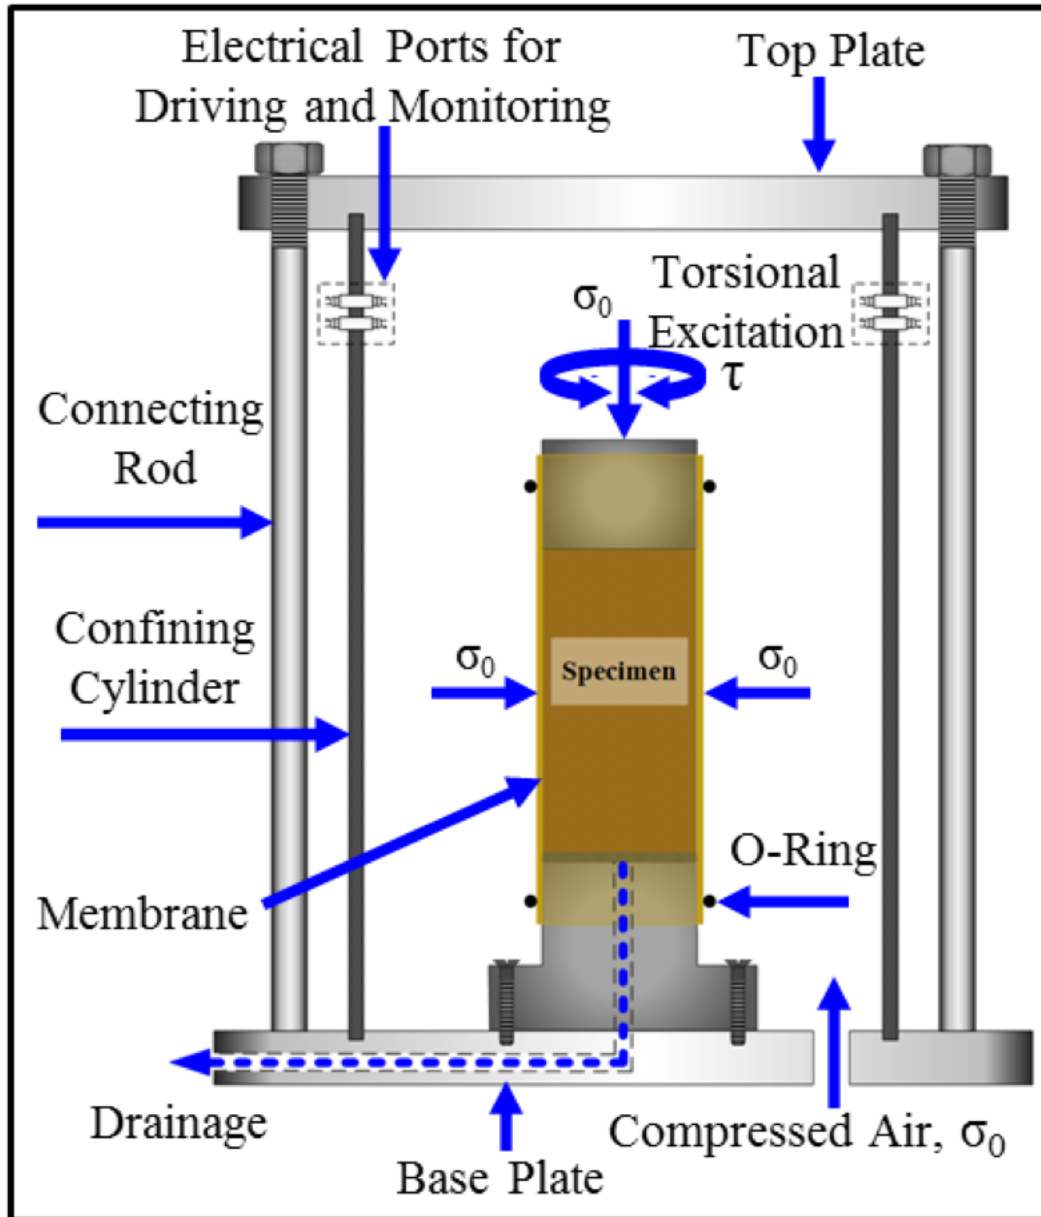 Electrical Ports for
Driving and Monitoring
Top Plate
Torsional
Excitation
σ₀
τ
Connecting
Rod
Confining
Cylinder
σ₀
Specimen
σ₀
O-Ring
Membrane
Drainage
Base Plate
Compressed Air, σ₀